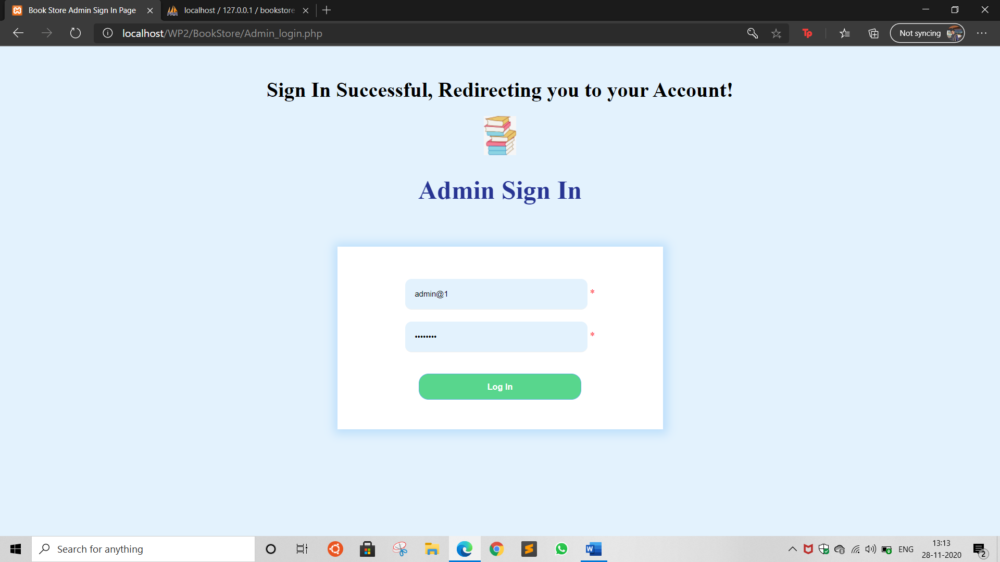 Book Store Admin Sign In Page
localhost / 127.0.0.1 / bookstore
localhost/WP2/BookStore/Admin_login.php
Tp
Not syncing
Sign In Successful, Redirecting you to your Account!
Admin Sign In
admin@1 *
•••••••• *
Log In
Search for anything
ENG
13:13
28-11-2020
2